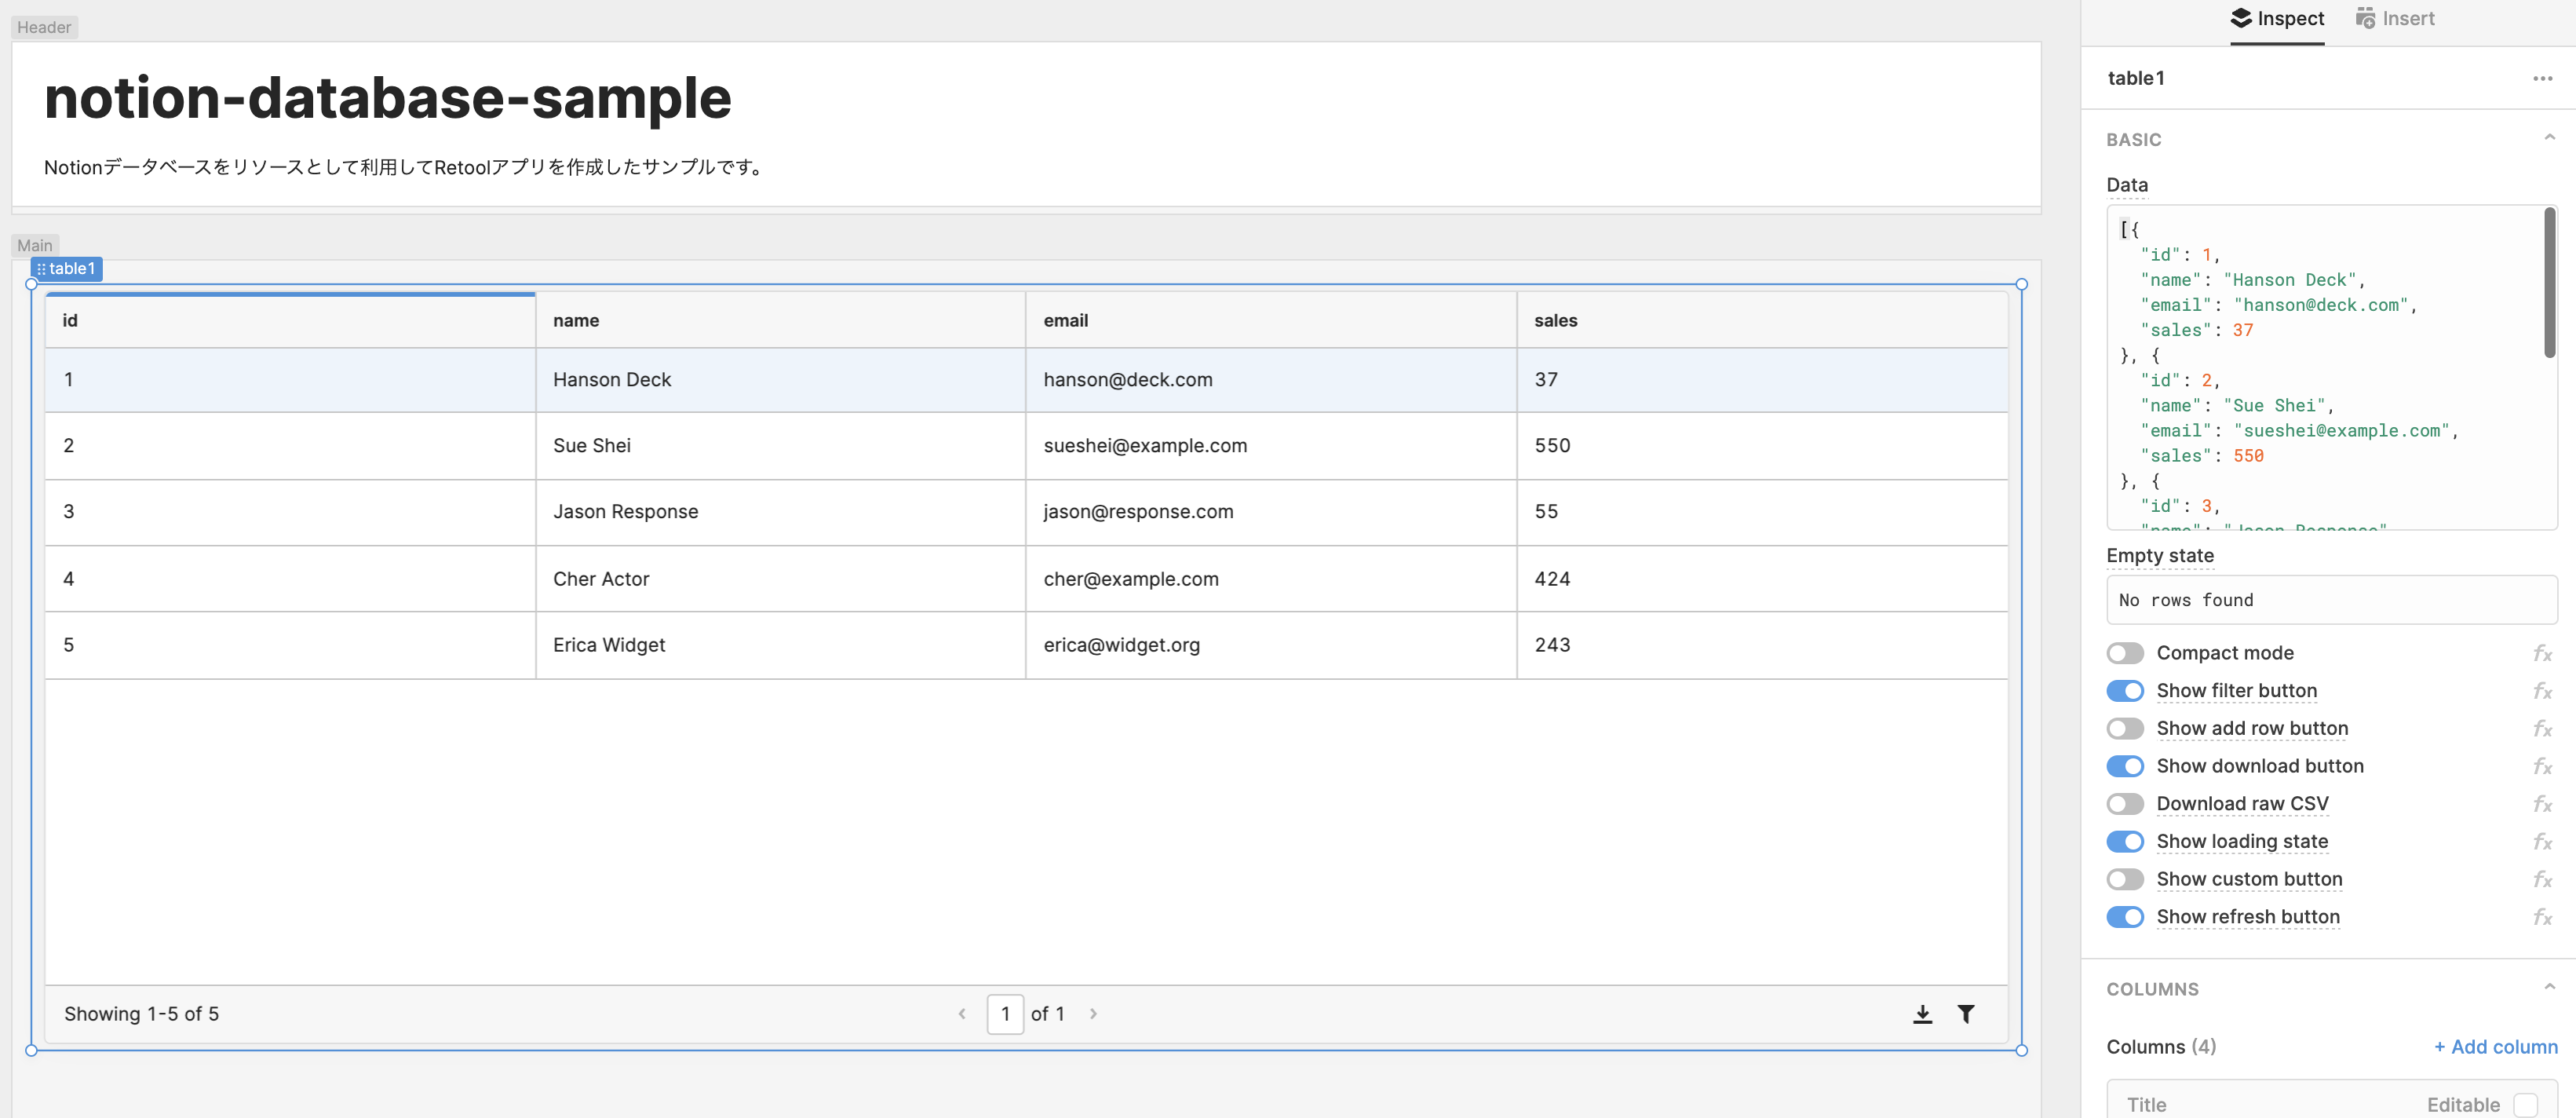 Header
notion-database-sample
Notionデータベースをリソースとして利用してRetoolアプリを作成したサンプルです。
Main
table1
id name email sales
1 Hanson Deck hanson@deck.com 37
2 Sue Shei sueshei@example.com 550
3 Jason Response jason@response.com 55
4 Cher Actor cher@example.com 424
5 Erica Widget erica@widget.org 243
Showing 1-5 of 5 1 of 1
Inspect Insert
table1
BASIC
Data
[{
"id": 1,
"name": "Hanson Deck",
"email": "hanson@deck.com",
"sales": 37
}, {
"id": 2,
"name": "Sue Shei",
"email": "sueshei@example.com",
"sales": 550
}, {
"id": 3,
"name": "Jason Response"
Empty state
No rows found
Compact mode fx
Show filter button fx
Show add row button fx
Show download button fx
Download raw CSV fx
Show loading state fx
Show custom button fx
Show refresh button fx
COLUMNS
Columns (4) + Add column
Title Editable